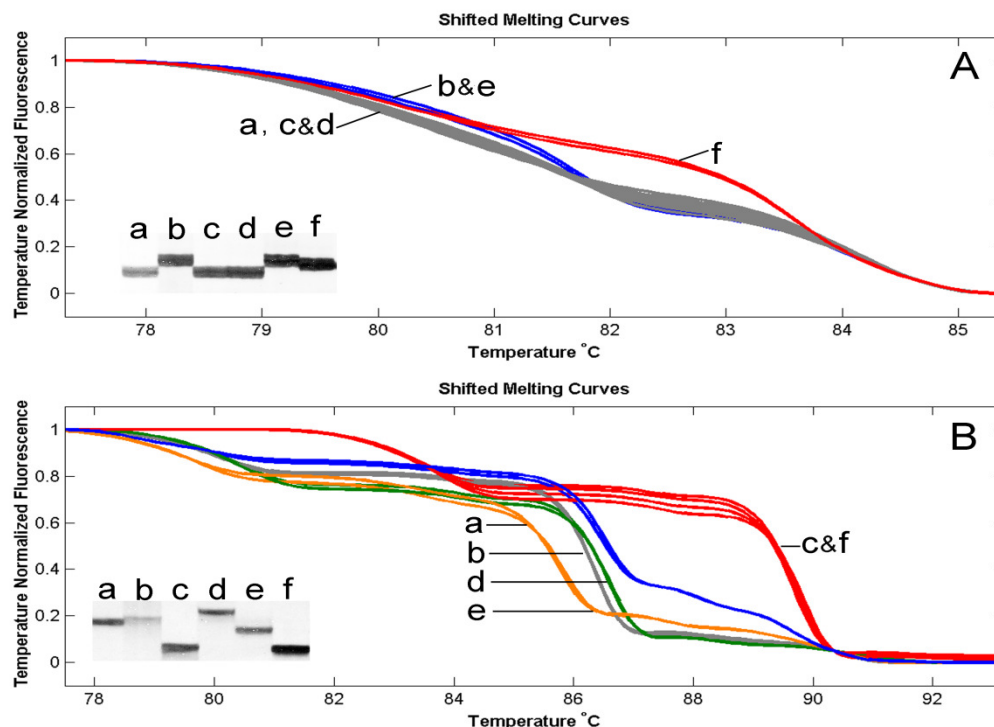 Shifted Melting Curves
A
1
0.8
0.6
0.4
0.2
0
Temperature Normalized Fluorescence
b&e
a, c&d
f
a b c d e f
78 79 80 81 82 83 84 85
Temperature °C
Shifted Melting Curves
B
1
0.8
0.6
0.4
0.2
0
Temperature Normalized Fluorescence
a
b
d
e
c&f
a b c d e f
78 80 82 84 86 88 90 92
Temperature °C